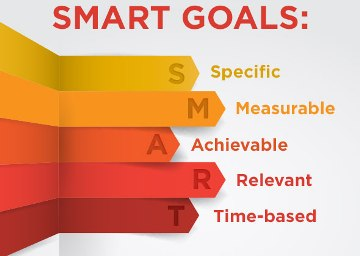 SMART GOALS:
S Specific
M Measurable
A Achievable
R Relevant
T Time-based